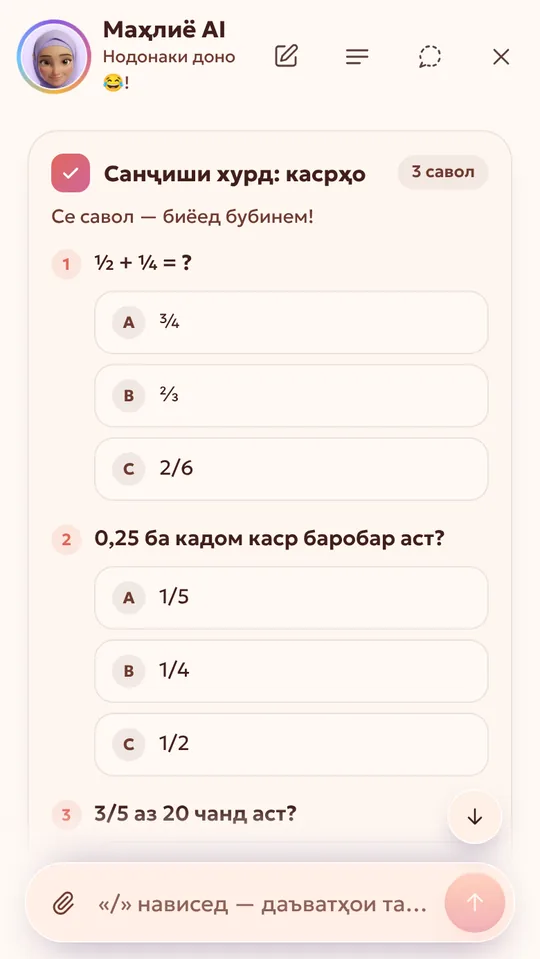 Маҳлиё AI
Нодонаки доно
😂!
Санҷиши хурд: касрҳо
3 савол
Се савол — биёед бубинем!
1 ½ + ¼ = ?
A ¾
B ⅔
C 2/6
2 0,25 ба кадом каср баробар аст?
A 1/5
B 1/4
C 1/2
3 3/5 аз 20 чанд аст?
«/» нависед — даъватҳои та...